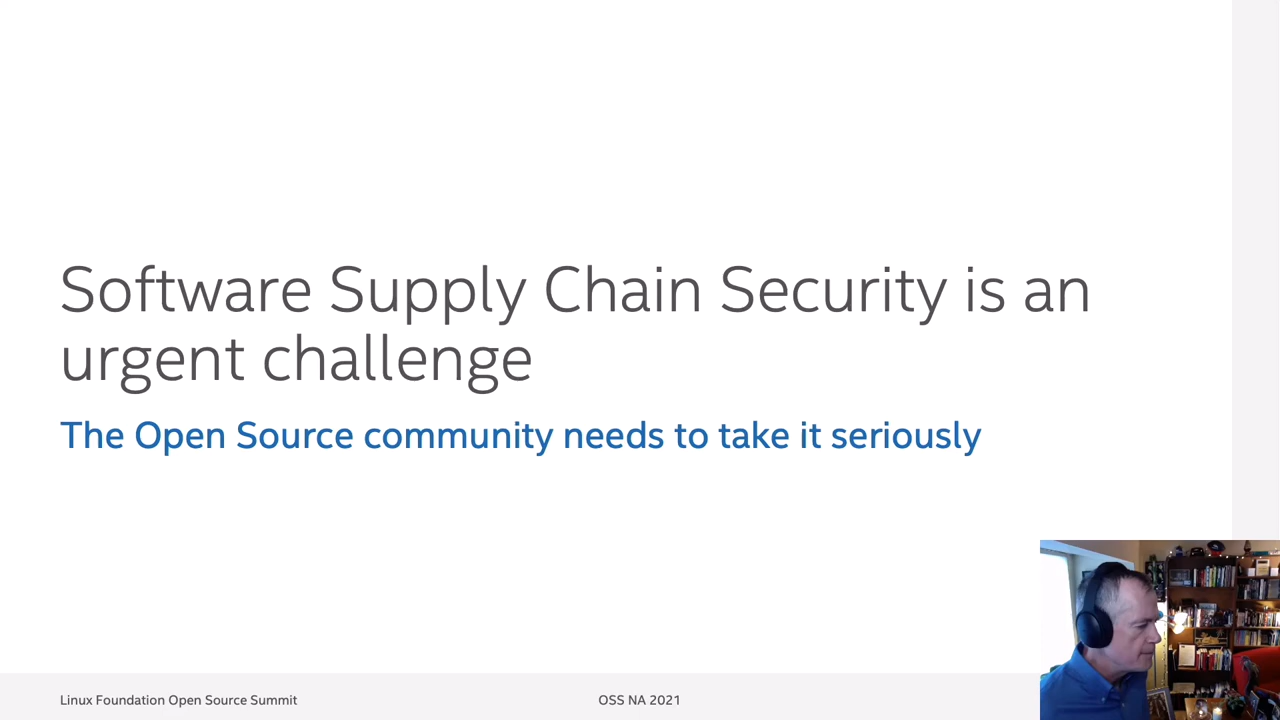 Software Supply Chain Security is an
urgent challenge
The Open Source community needs to take it seriously
Linux Foundation Open Source Summit
OSS NA 2021